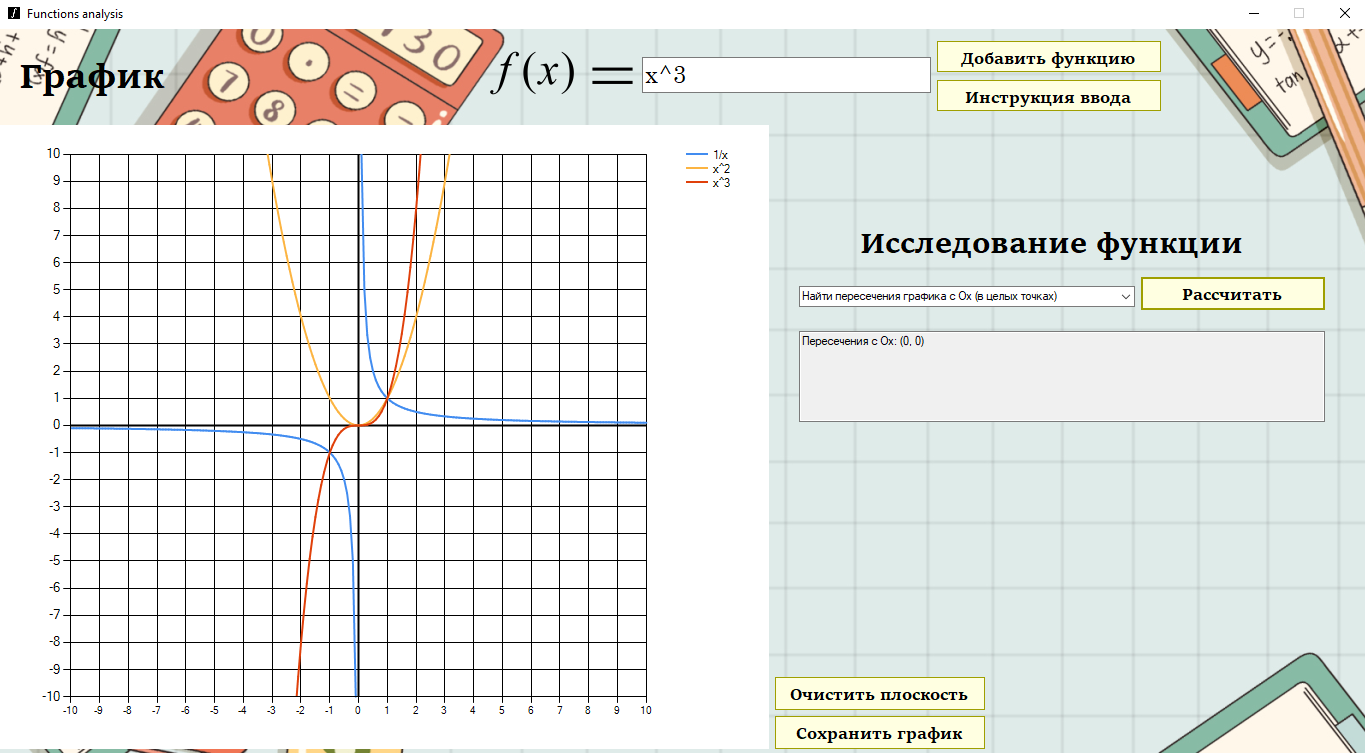 Functions analysis
График
f(x) =
x^3
Добавить функцию
Инструкция ввода
1/x
x^2
x^3
10
9
8
7
6
5
4
3
2
1
0
-1
-2
-3
-4
-5
-6
-7
-8
-9
-10
-10 -9 -8 -7 -6 -5 -4 -3 -2 -1 0 1 2 3 4 5 6 7 8 9 10
Исследование функции
Найти пересечения графика с Ox (в целых точках)
Рассчитать
Пересечения с Ox: (0, 0)
Очистить плоскость
Сохранить график
tan